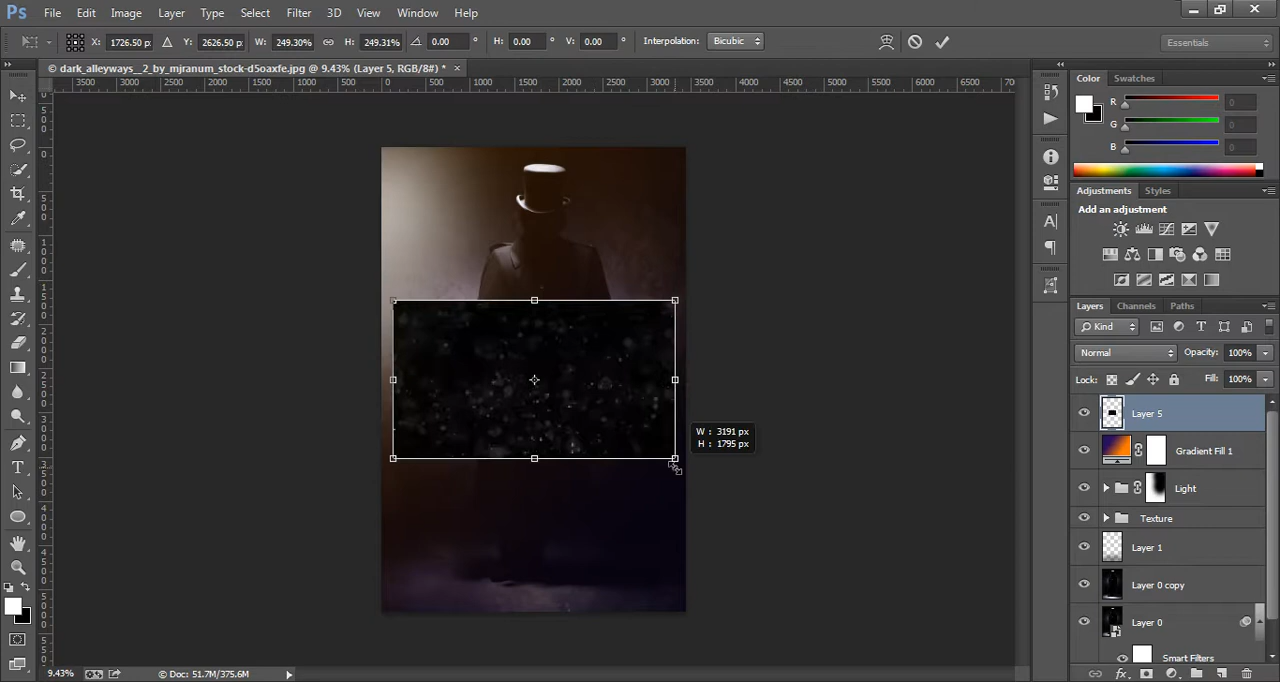 Ps File Edit Image Layer Type Select Filter 3D View Window Help
X: 1726.50 px Y: 2626.50 px W: 249.30% H: 249.31% 0.00 ° H: 0.00 ° V: 0.00 ° Interpolation: Bicubic Essentials
© dark_alleyways__2_by_mjranum_stock-d5oaxfe.jpg @ 9.43% (Layer 5, RGB/8#) * ×
3500 3000 2500 2000 1500 1000 500 0 500 1000 1500 2000 2500 3000 3500 4000 4500 5000 5500 6000 6500
Color Swatches
R 0
G 0
B 0
Adjustments Styles
Add an adjustment
Layers Channels Paths
Kind
Normal Opacity: 100%
Lock: Fill: 100%
Layer 5
Gradient Fill 1
Light
Texture
Layer 1
Layer 0 copy
Layer 0
Smart Filters
W : 3191 px
H : 1795 px
9.43% © Doc: 51.7M/375.6M